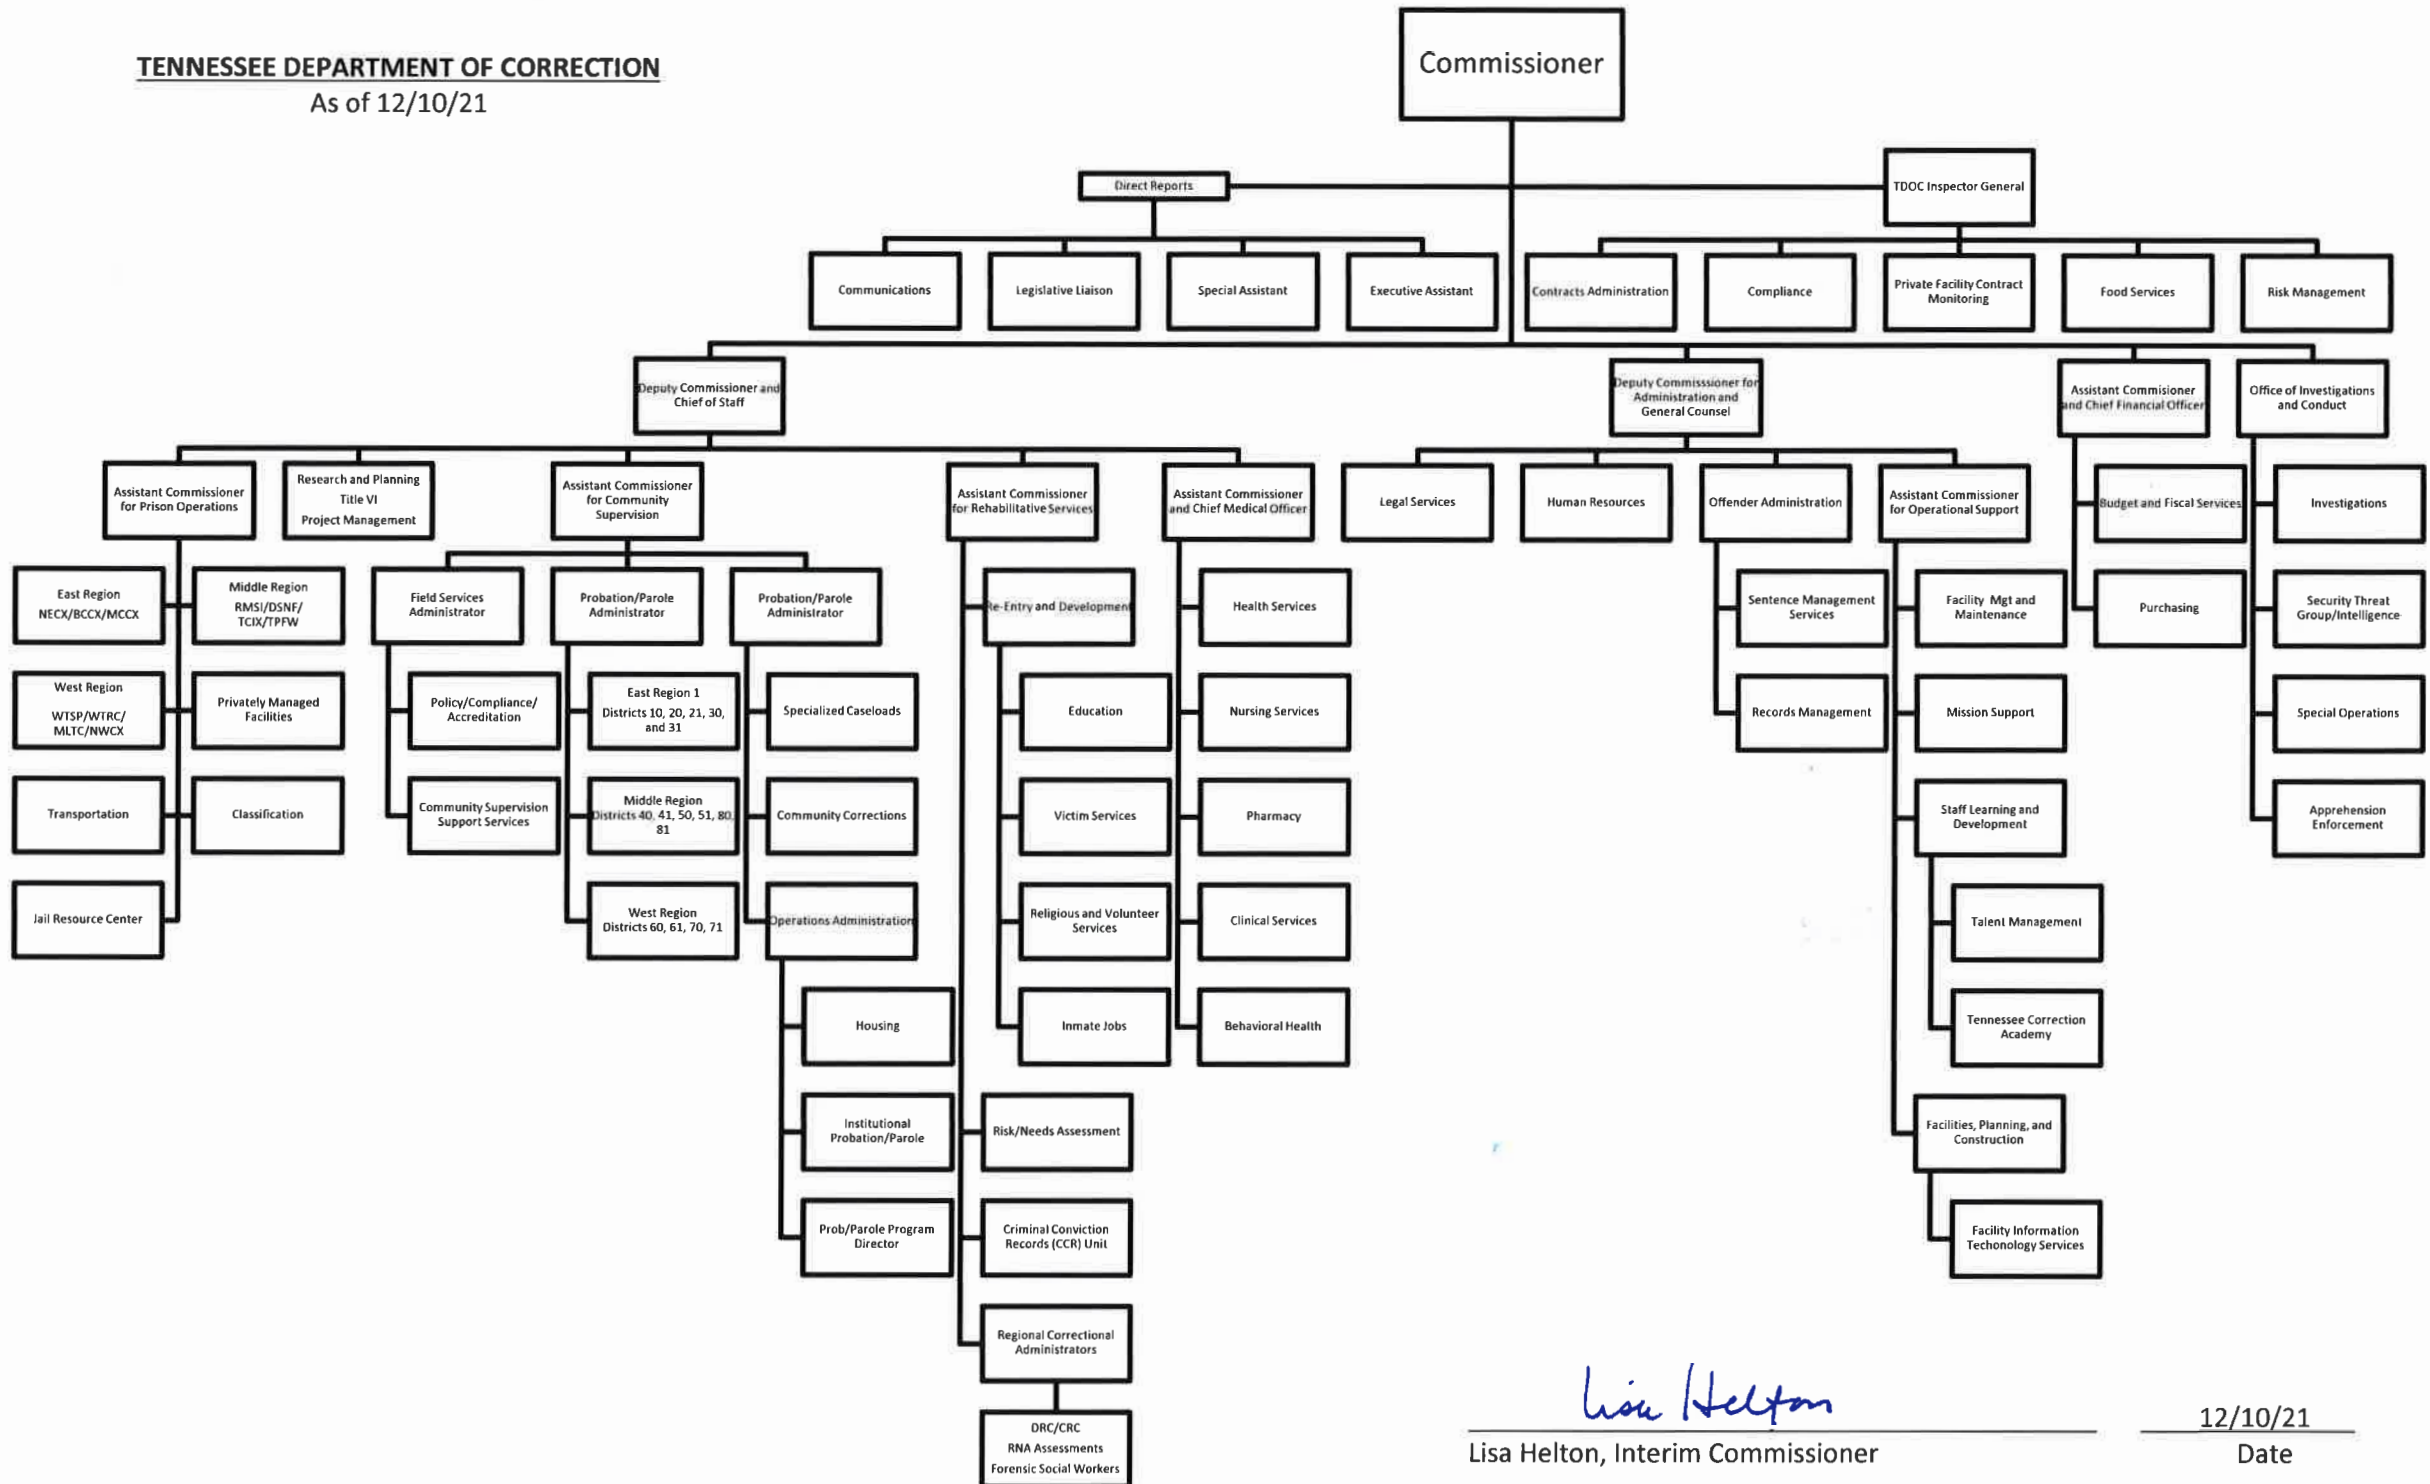 TENNESSEE DEPARTMENT OF CORRECTION
As of 12/10/21
Commissioner
Direct Reports
TDOC Inspector General
Communications
Legislative Liaison
Special Assistant
Executive Assistant
Contracts Administration
Compliance
Private Facility Contract
Monitoring
Food Services
Risk Management
Deputy Commissioner and
Chief of Staff
Deputy Commisssioner for
Administration and
General Counsel
Assistant Commisioner
and Chief Financial Officer
Office of Investigations
and Conduct
Assistant Commissioner
for Prison Operations
Research and Planning
Title VI
Project Management
Assistant Commissioner
for Community
Supervision
Assistant Commissioner
for Rehabilitative Services
Assistant Commissioner
and Chief Medical Officer
Legal Services
Human Resources
Offender Administration
Assistant Commissioner
for Operational Support
Budget and Fiscal Services
Investigations
East Region
NECX/BCCX/MCCX
Middle Region
RMSI/DSNF/
TCIX/TPFW
Field Services
Administrator
Probation/Parole
Administrator
Probation/Parole
Administrator
Re-Entry and Development
Health Services
Sentence Management
Services
Facility Mgt and
Maintenance
Purchasing
Security Threat
Group/Intelligence
West Region
WTSP/WTRC/
MLTC/NWCX
Privately Managed
Facilities
Policy/Compliance/
Accreditation
East Region 1
Districts 10, 20, 21, 30,
and 31
Specialized Caseloads
Education
Nursing Services
Records Management
Mission Support
Special Operations
Transportation
Classification
Community Supervision
Support Services
Middle Region
Districts 40, 41, 50, 51, 80,
81
Community Corrections
Victim Services
Pharmacy
Staff Learning and
Development
Apprehension
Enforcement
Jail Resource Center
West Region
Districts 60, 61, 70, 71
Operations Administration
Religious and Volunteer
Services
Clinical Services
Talent Management
Housing
Inmate Jobs
Behavioral Health
Tennessee Correction
Academy
Institutional
Probation/Parole
Risk/Needs Assessment
Facilities, Planning, and
Construction
Prob/Parole Program
Director
Criminal Conviction
Records (CCR) Unit
Facility Information
Techonology Services
Regional Correctional
Administrators
DRC/CRC
RNA Assessments
Forensic Social Workers
Lisa Helton
Lisa Helton, Interim Commissioner
12/10/21
Date